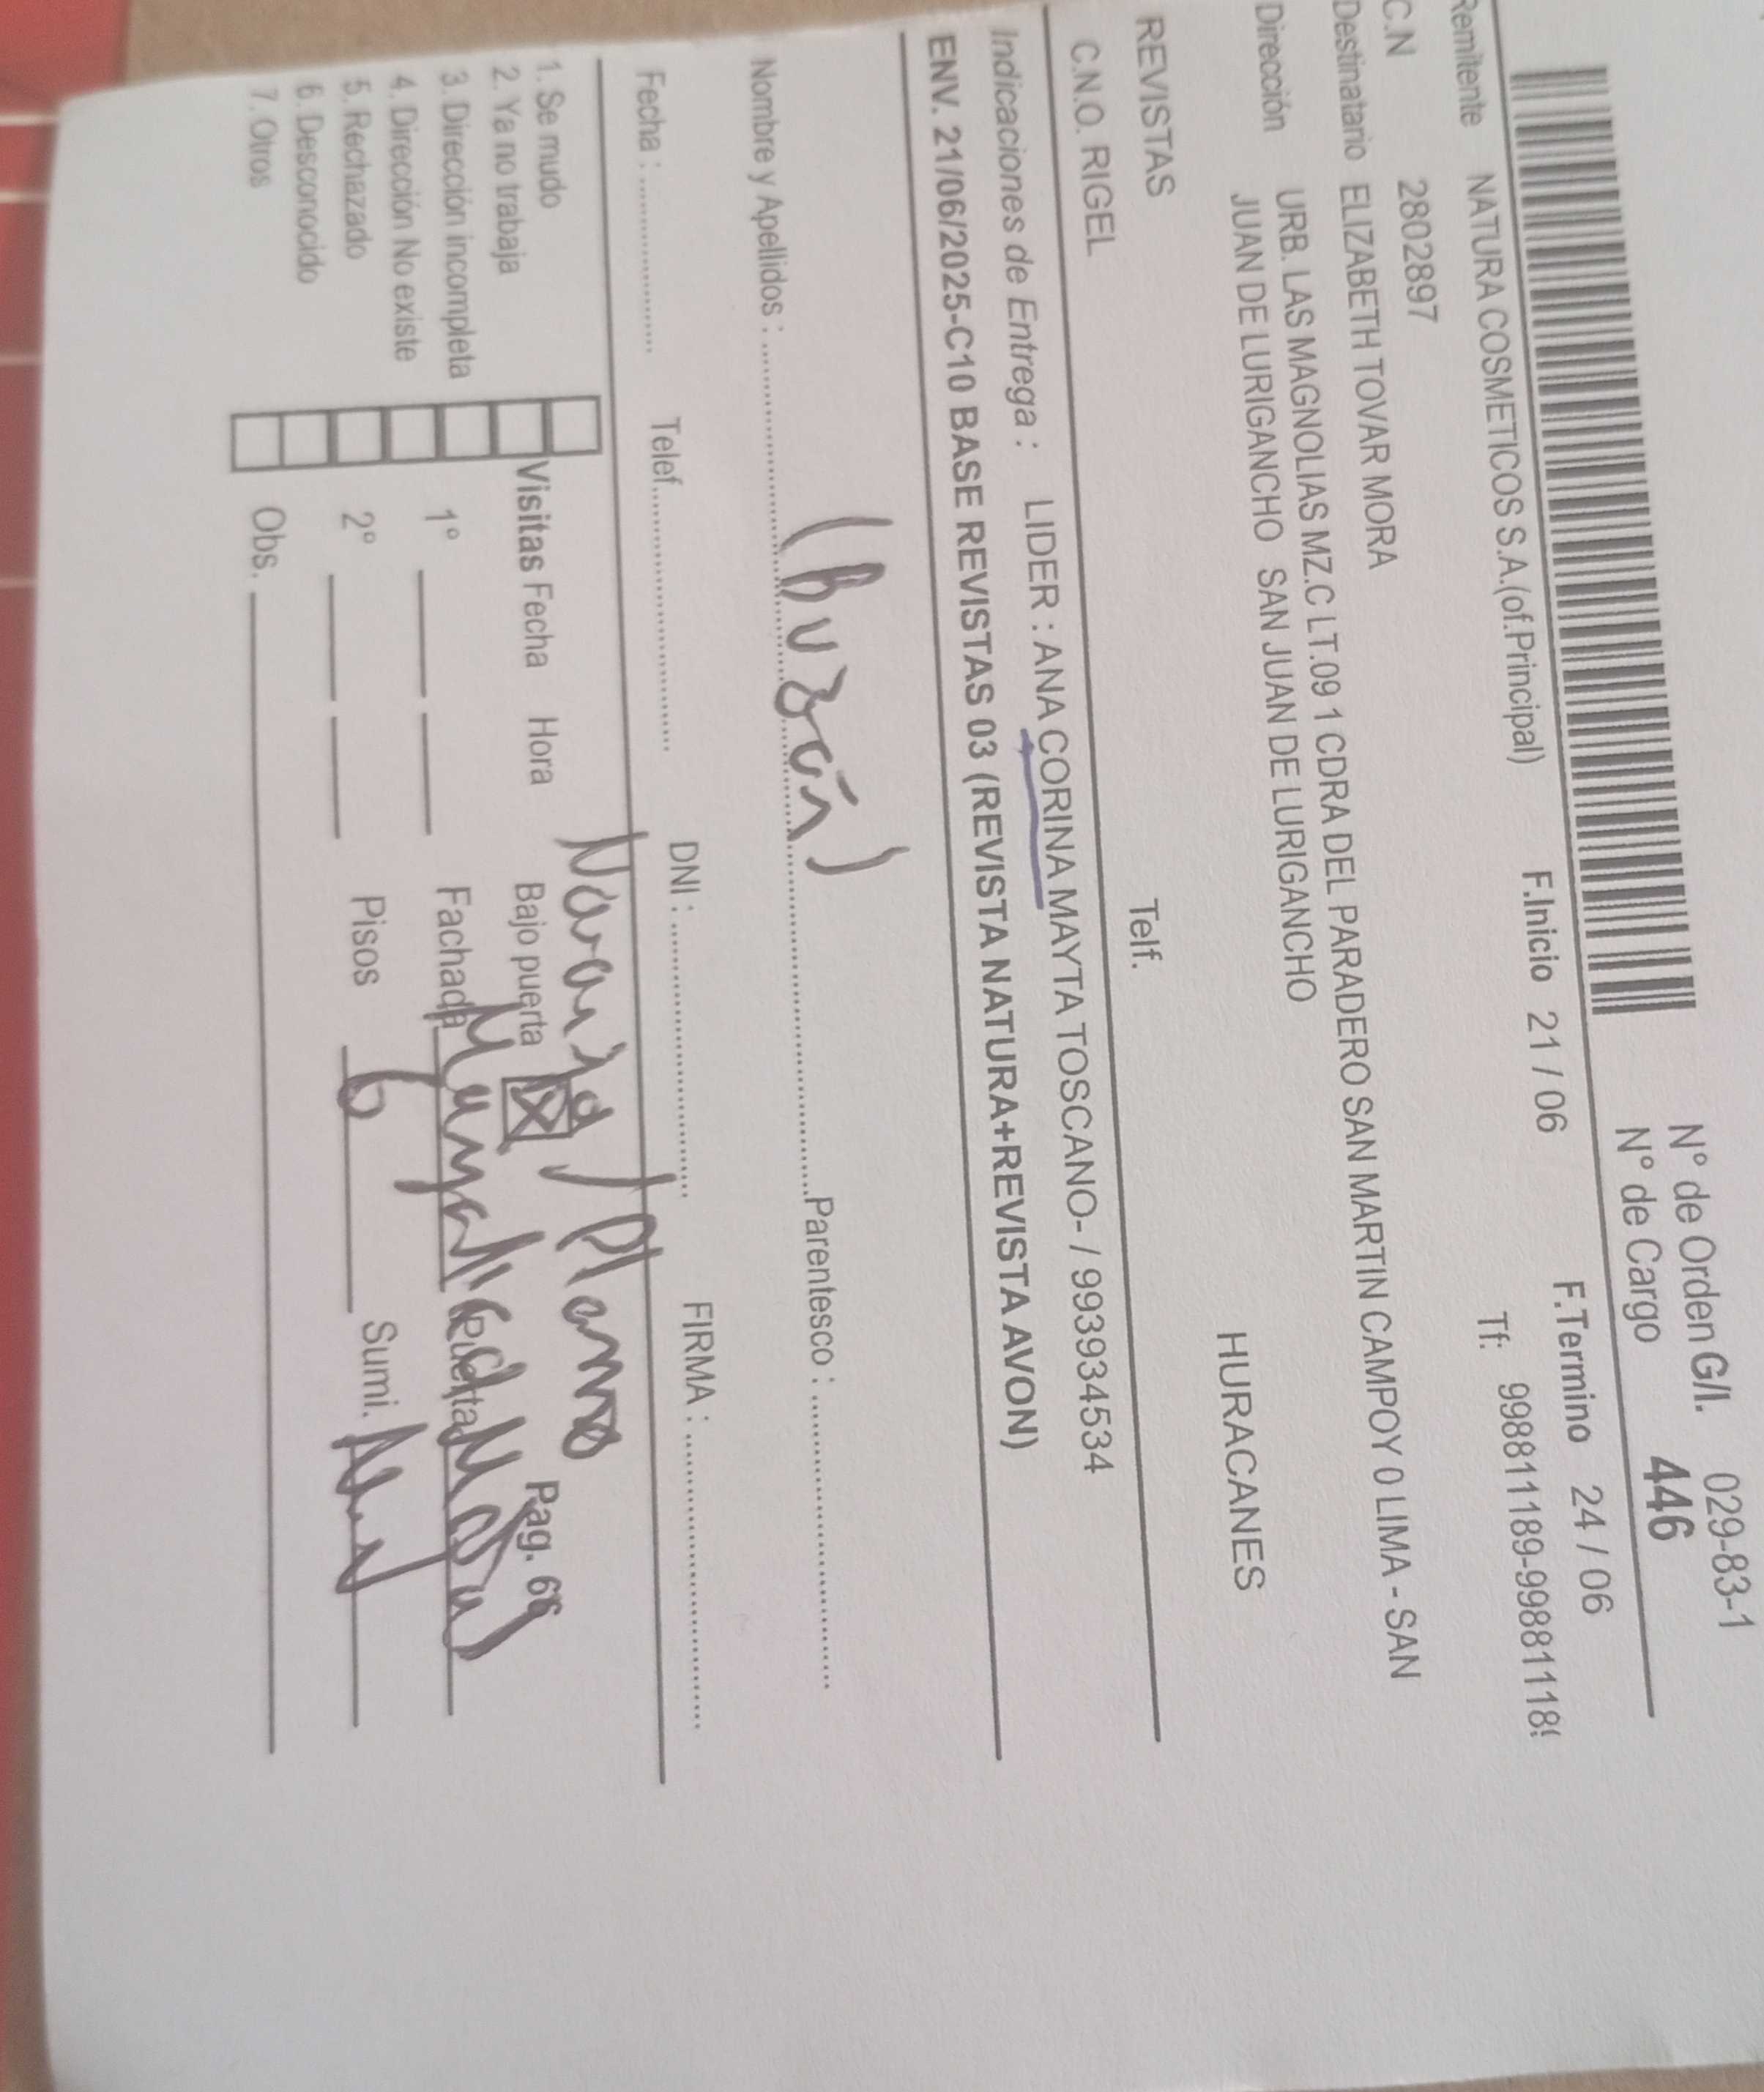 N° de Orden G/I. 029-83-1
N° de Cargo 446
Remitente NATURA COSMETICOS S.A.(of.Principal) F.Inicio 21 / 06 F.Termino 24 / 06
C.N 2802897 Tf: 998811189-99881118
Destinatario ELIZABETH TOVAR MORA
Dirección URB. LAS MAGNOLIAS MZ.C LT.09 1 CDRA DEL PARADERO SAN MARTIN CAMPOY 0 LIMA - SAN
JUAN DE LURIGANCHO SAN JUAN DE LURIGANCHO
REVISTAS HURACANES
C.N.O. RIGEL Telf.
Indicaciones de Entrega : LIDER : ANA CORINA MAYTA TOSCANO- / 993934534
ENV. 21/06/2025-C10 BASE REVISTAS 03 (REVISTA NATURA+REVISTA AVON)
(Buzón)
Nombre y Apellidos : Parentesco :
Fecha : Telef. DNI : FIRMA :
Naranja / Plomo
1. Se mudo
2. Ya no trabaja Visitas Fecha Hora Bajo puerta Pag. 66
3. Dirección incompleta 1° Fachada Puerta
4. Dirección No existe
5. Rechazado 2° Pisos 6 Sumi.
6. Desconocido
7. Otros Obs.